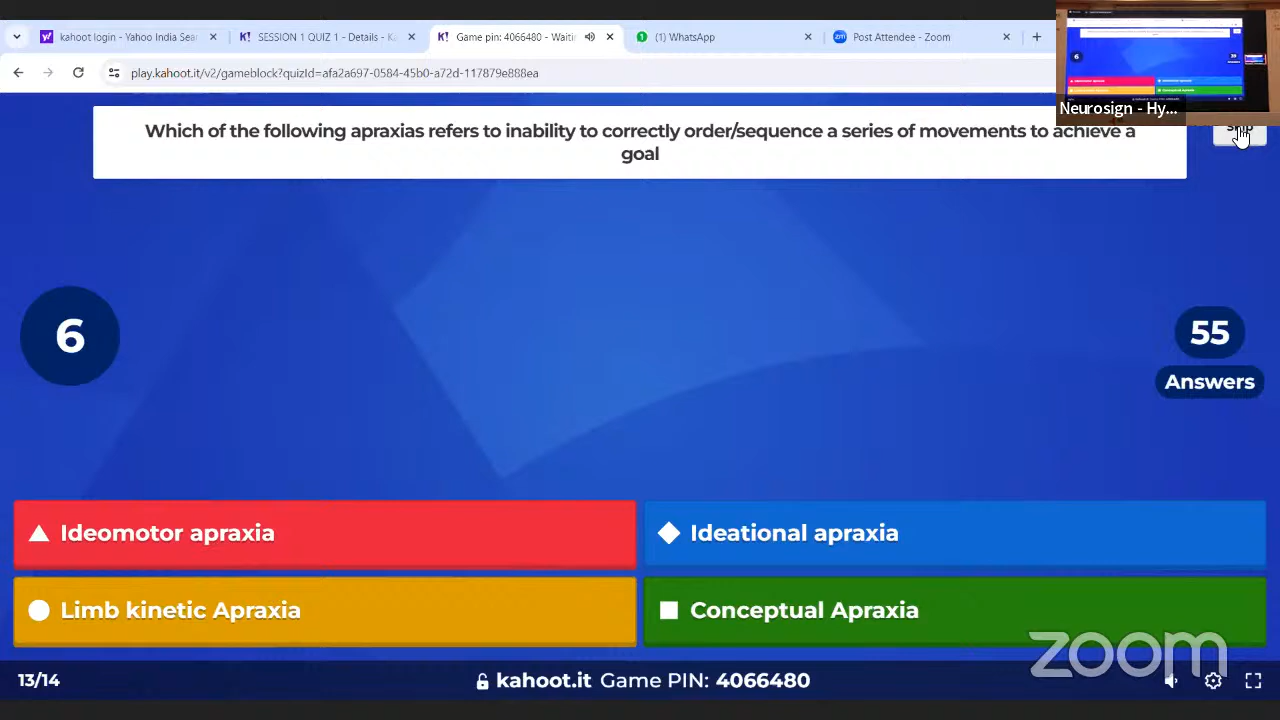 kahoot login - Yahoo India Sea
SESSION 1 QUIZ 1 - D
Game pin: 4066480 - Waiti
(1) WhatsApp
Post Attendee - Zoom
play.kahoot.it/v2/gameblock?quizId=afa2a697-0584-45b0-a72d-117879e888ea
Neurosign - Hy...
Which of the following apraxias refers to inability to correctly order/sequence a series of movements to achieve a
goal
Skip
6
55
Answers
Ideomotor apraxia
Ideational apraxia
Limb kinetic Apraxia
Conceptual Apraxia
zoom
13/14
kahoot.it Game PIN: 4066480